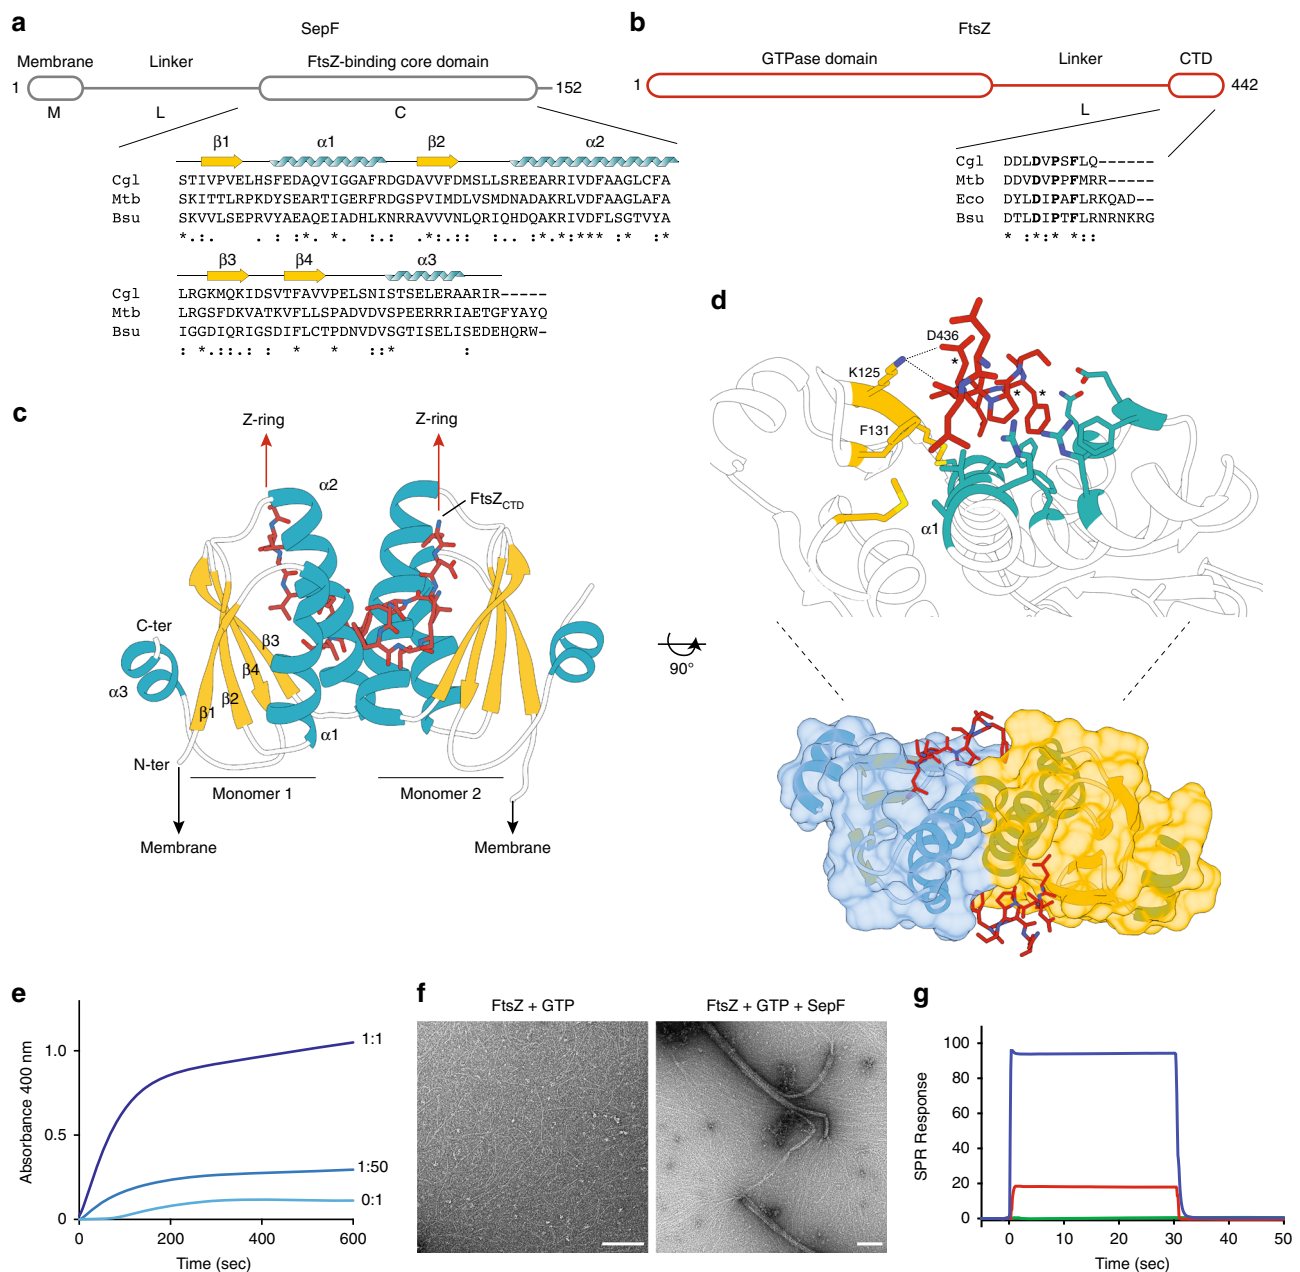 a
SepF
Membrane
Linker
FtsZ-binding core domain
1
152
M
L
C
β1
α1
β2
α2
Cgl STIVPVELHSFEDAQVIGGAFRDGDAVVFDMSLLSREEARRIVDFAAGLCFA
Mtb SKITTLRPKDYSEARTIGERFRDGSPVIMDLVSMDNADAKRLVDFAAGLAFA
Bsu SKVVLSEPRVYAEAQEIADHLKNRRAVVVNLQRIQHDQAKRIVDFLSGTVYA
β3
β4
α3
Cgl LRGKMQKIDSVTFAVVPELSNISTSELERAARIR-----
Mtb LRGSFDKVATKVFLLSPADVDVSPEERRRIAETGFYAYQ
Bsu IGGDIQRIGSDIFLCTPDNVDVSGTISELISEDEHQRW-
b
FtsZ
GTPase domain
Linker
CTD
1
442
L
Cgl DDLDVPSFLQ------
Mtb DDVDVPPFMRR-----
Eco DYLDIPAFLRKQAD--
Bsu DTLDIPTFLRNRNKRG
* :*:* *::
c
Z-ring
Z-ring
α2
FtsZCTD
C-ter
β3
β4
α3
β2
β1
α1
N-ter
Monomer 1
Monomer 2
Membrane
Membrane
d
D436
*
K125
* *
F131
α1
90°
e
Absorbance 400 nm
1.0
0.5
0
1:1
1:50
0:1
0
200
400
600
Time (sec)
f
FtsZ + GTP
FtsZ + GTP + SepF
g
SPR Response
100
80
60
40
20
0
0
10
20
30
40
50
Time (sec)